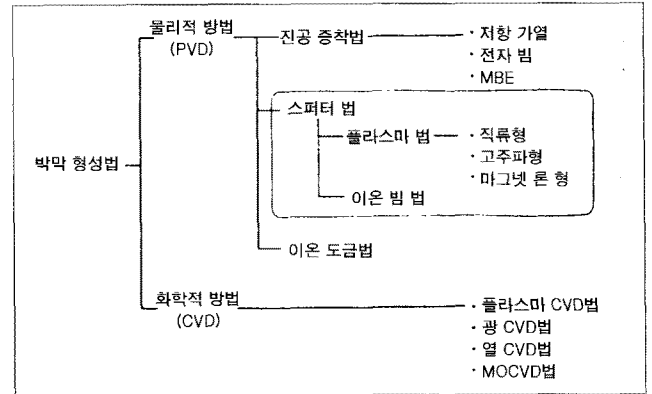 물리적 방법
(PVD)
진공 증착법
· 저항 가열
· 전자 빔
· MBE
스퍼터 법
플라스마 법
· 직류형
· 고주파형
· 마그넷 론 형
박막 형성법
이온 빔 법
이온 도금법
화학적 방법
(CVD)
· 플라스마 CVD법
· 광 CVD법
· 열 CVD법
· MOCVD법